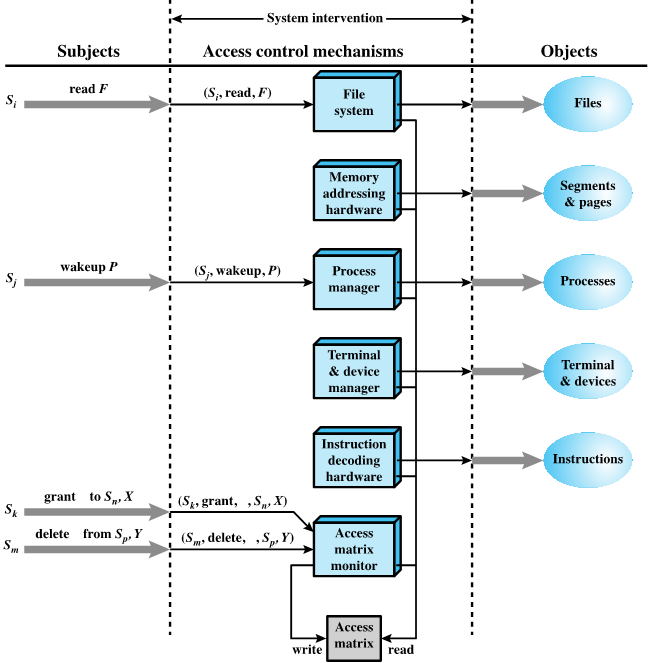 System intervention
Subjects Access control mechanisms Objects
read F
S_i
(S_i, read, F)
File
system
Files
Memory
addressing
hardware
Segments
& pages
wakeup P
S_j
(S_j, wakeup, P)
Process
manager
Processes
Terminal
& device
manager
Terminal
& devices
Instruction
decoding
hardware
Instructions
grant to S_n, X
S_k
(S_k, grant, , S_n, X)
delete from S_p, Y
S_m
(S_m, delete, , S_p, Y)
Access
matrix
monitor
Access
matrix
write
read